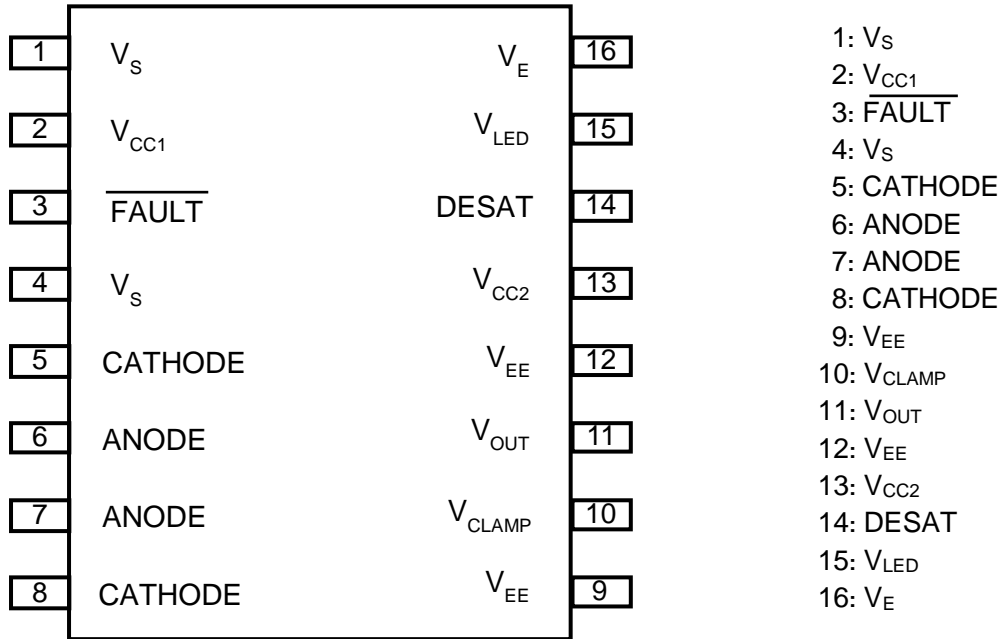 1 V_S V_E 16
2 V_CC1 V_LED 15
3 F̅A̅U̅L̅T̅ DESAT 14
4 V_S V_CC2 13
5 CATHODE V_EE 12
6 ANODE V_OUT 11
7 ANODE V_CLAMP 10
8 CATHODE V_EE 9
1: V_S
2: V_CC1
3: F̅A̅U̅L̅T̅
4: V_S
5: CATHODE
6: ANODE
7: ANODE
8: CATHODE
9: V_EE
10: V_CLAMP
11: V_OUT
12: V_EE
13: V_CC2
14: DESAT
15: V_LED
16: V_E